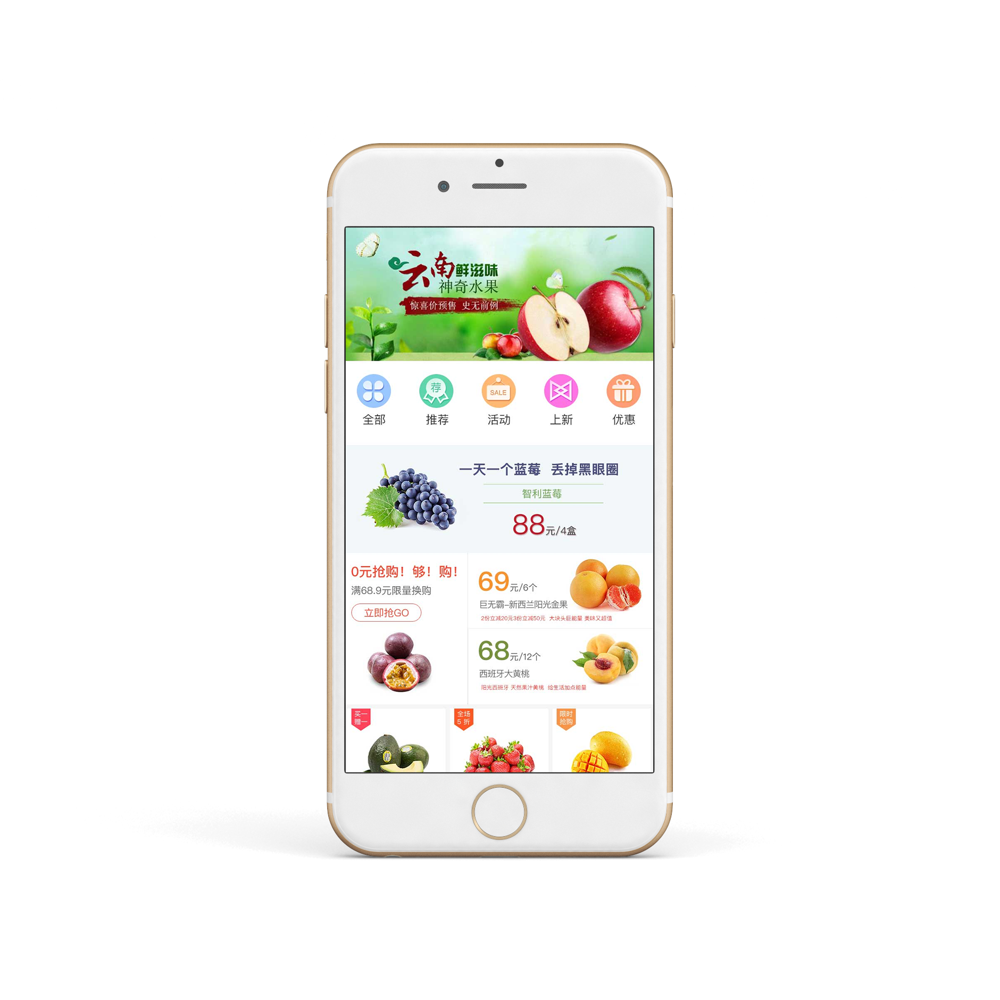 云南鲜滋味
神奇水果
惊喜价预售 史无前例
荐
SALE
全部
推荐
活动
上新
优惠
一天一个蓝莓 丢掉黑眼圈
智利蓝莓
88元/4盒
0元抢购！够！购！
满68.9元限量换购
立即抢GO
69元/6个
巨无霸-新西兰阳光金果
2份立减20元3份立减50元 大块头巨能量 美味又超值
68元/12个
西班牙大黄桃
阳光西班牙 天然果汁黄桃 给生活加点能量
买一
赠一
全场
5 折
限时
抢购